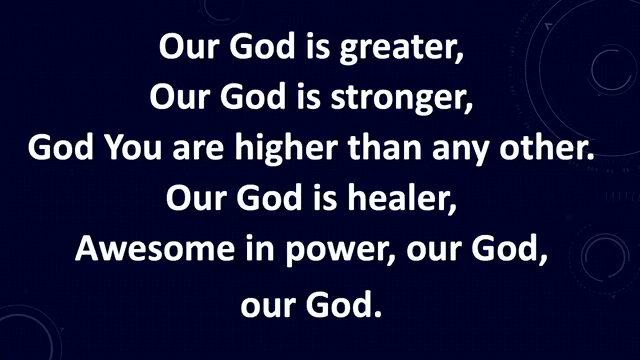 Our God is greater,
Our God is stronger,
God You are higher than any other.
Our God is healer,
Awesome in power, our God,
our God.